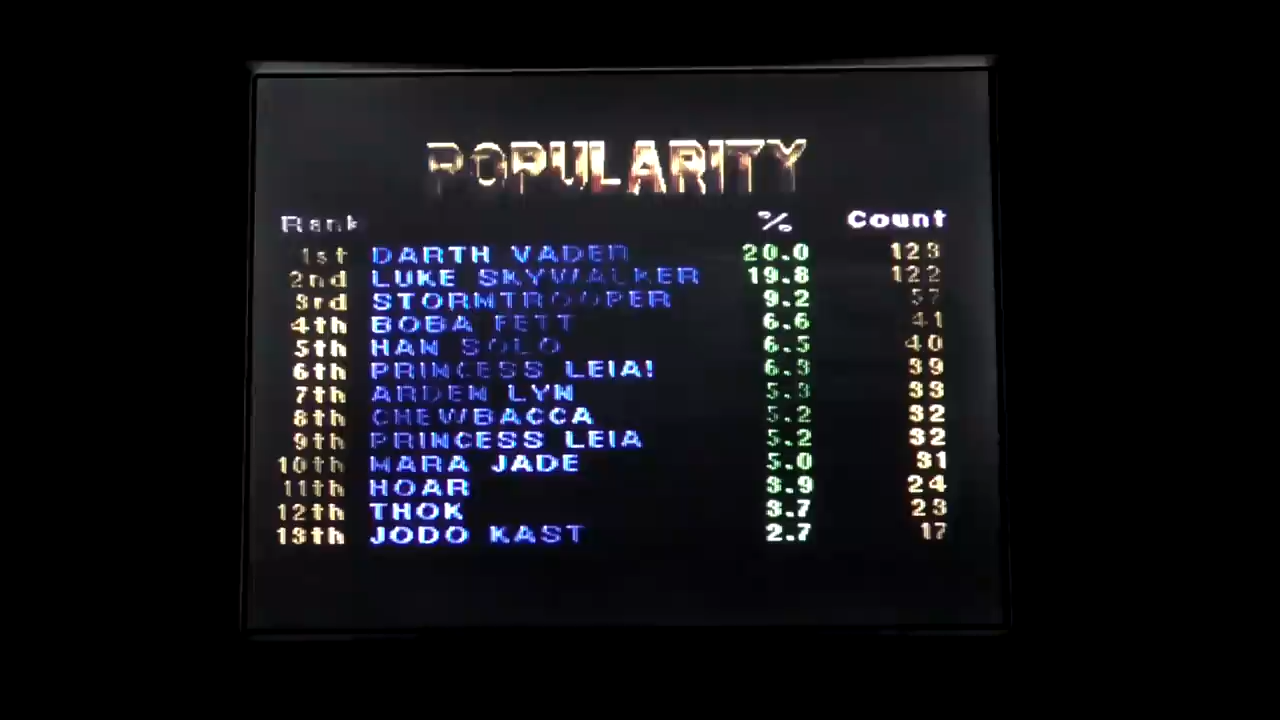 POPULARITY
Rank % Count
1st DARTH VADER 20.0 123
2nd LUKE SKYWALKER 19.8 122
3rd STORMTROOPER 9.2 57
4th BOBA FETT 6.6 41
5th HAN SOLO 6.5 40
6th PRINCESS LEIA! 6.3 39
7th ARDEN LYN 5.3 33
8th CHEWBACCA 5.2 32
9th PRINCESS LEIA 5.2 32
10th MARA JADE 5.0 31
11th HOAR 3.9 24
12th THOK 3.7 23
13th JODO KAST 2.7 17